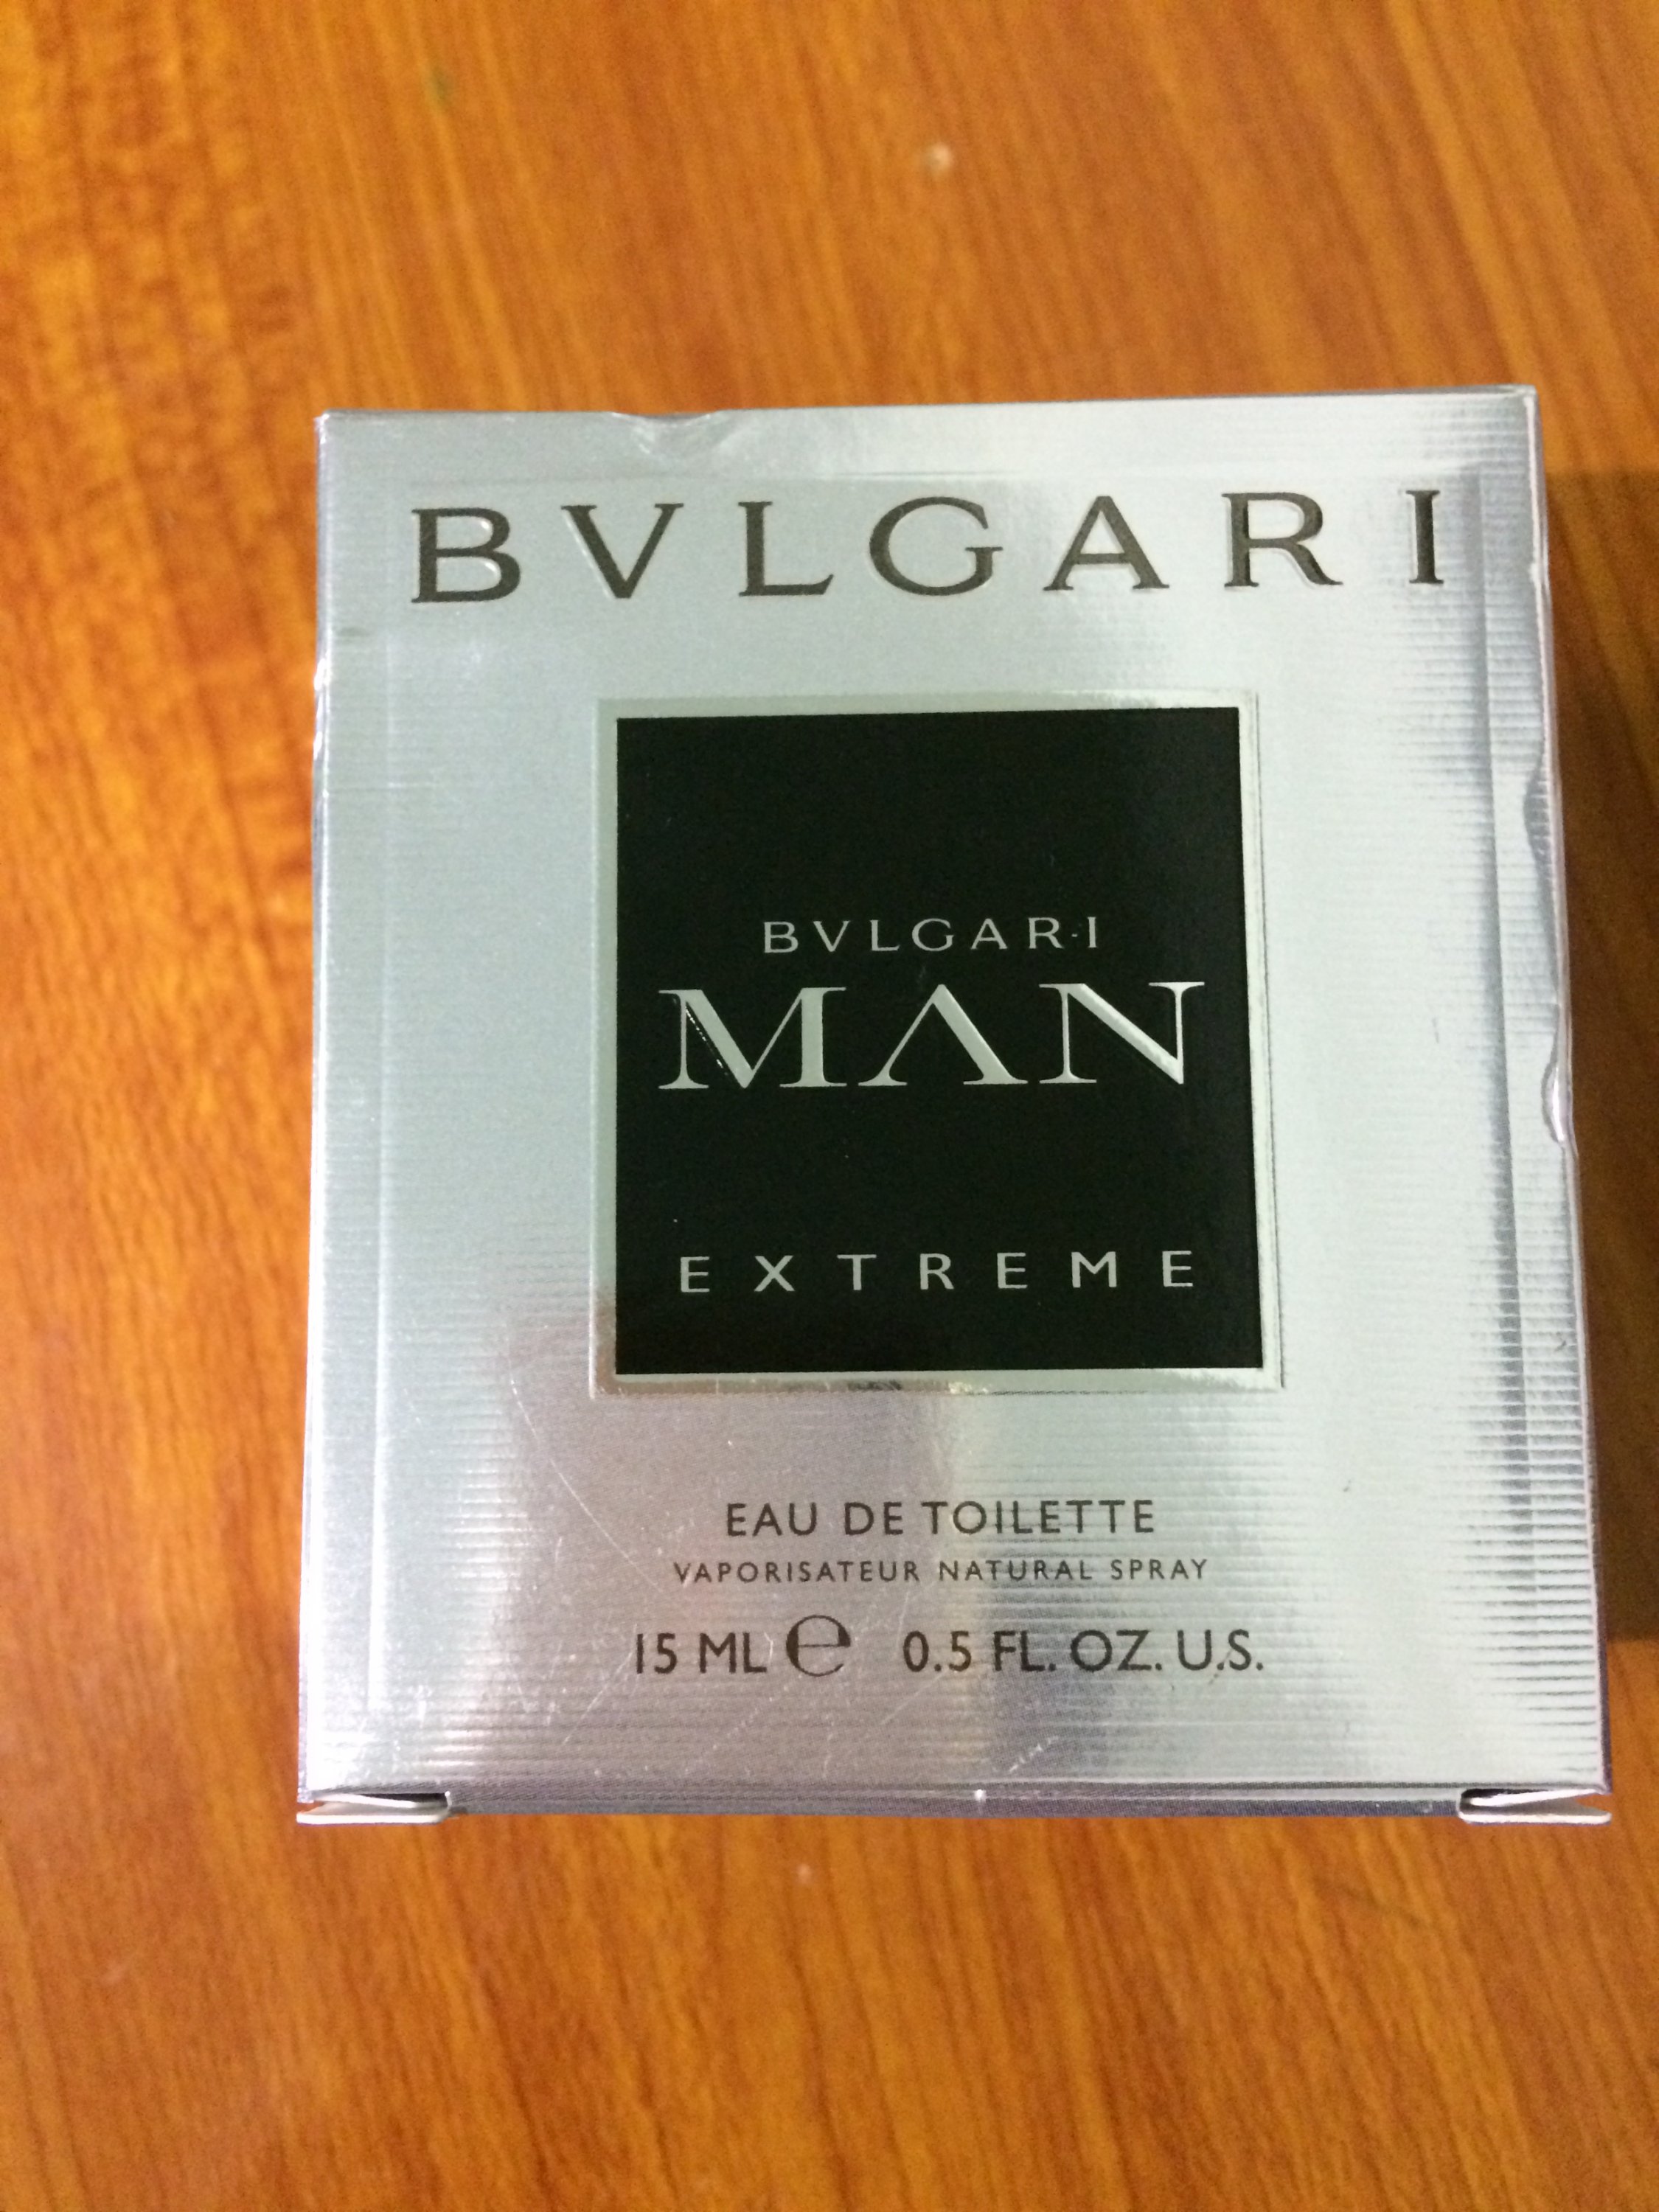 BVLGARI
BVLGARI
MAN
EXTREME
EAU DE TOILETTE
VAPORISATEUR NATURAL SPRAY
15 ML ℮ 0.5 FL. OZ. U.S.